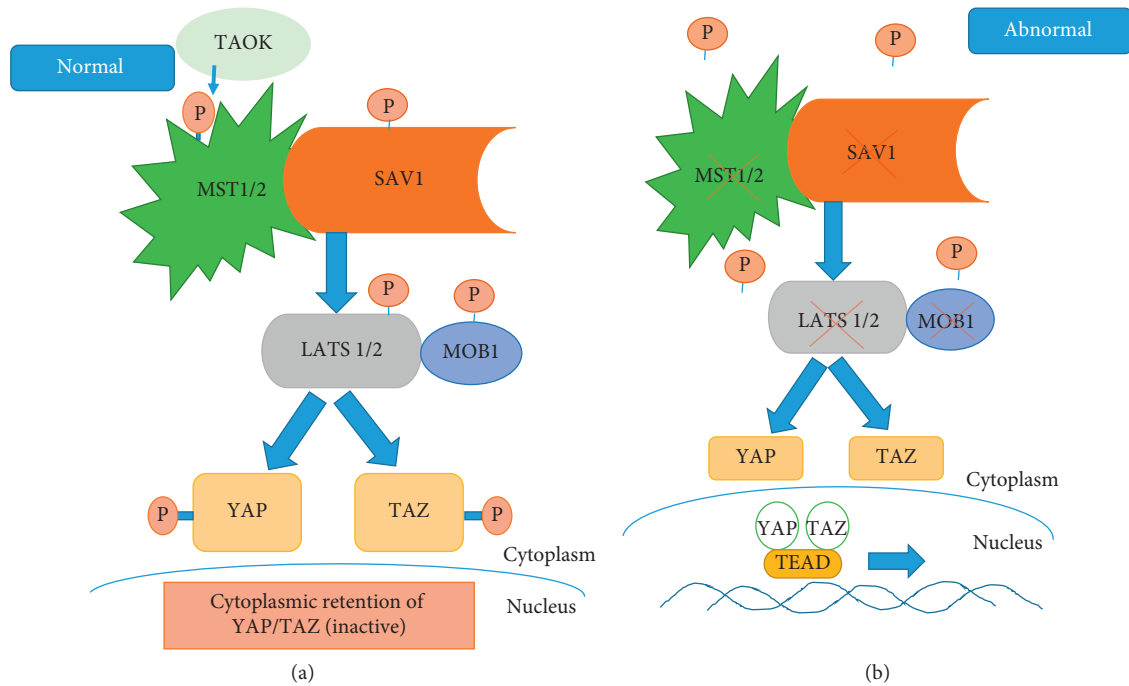 Normal
TAOK
P
P
MST1/2
SAV1
P
P
LATS 1/2
MOB1
P
YAP
TAZ
P
Cytoplasm
Nucleus
Cytoplasmic retention of
YAP/TAZ (inactive)
(a)
Abnormal
P
P
MST1/2
SAV1
P
P
LATS 1/2
MOB1
YAP
TAZ
Cytoplasm
Nucleus
YAP
TAZ
TEAD
(b)